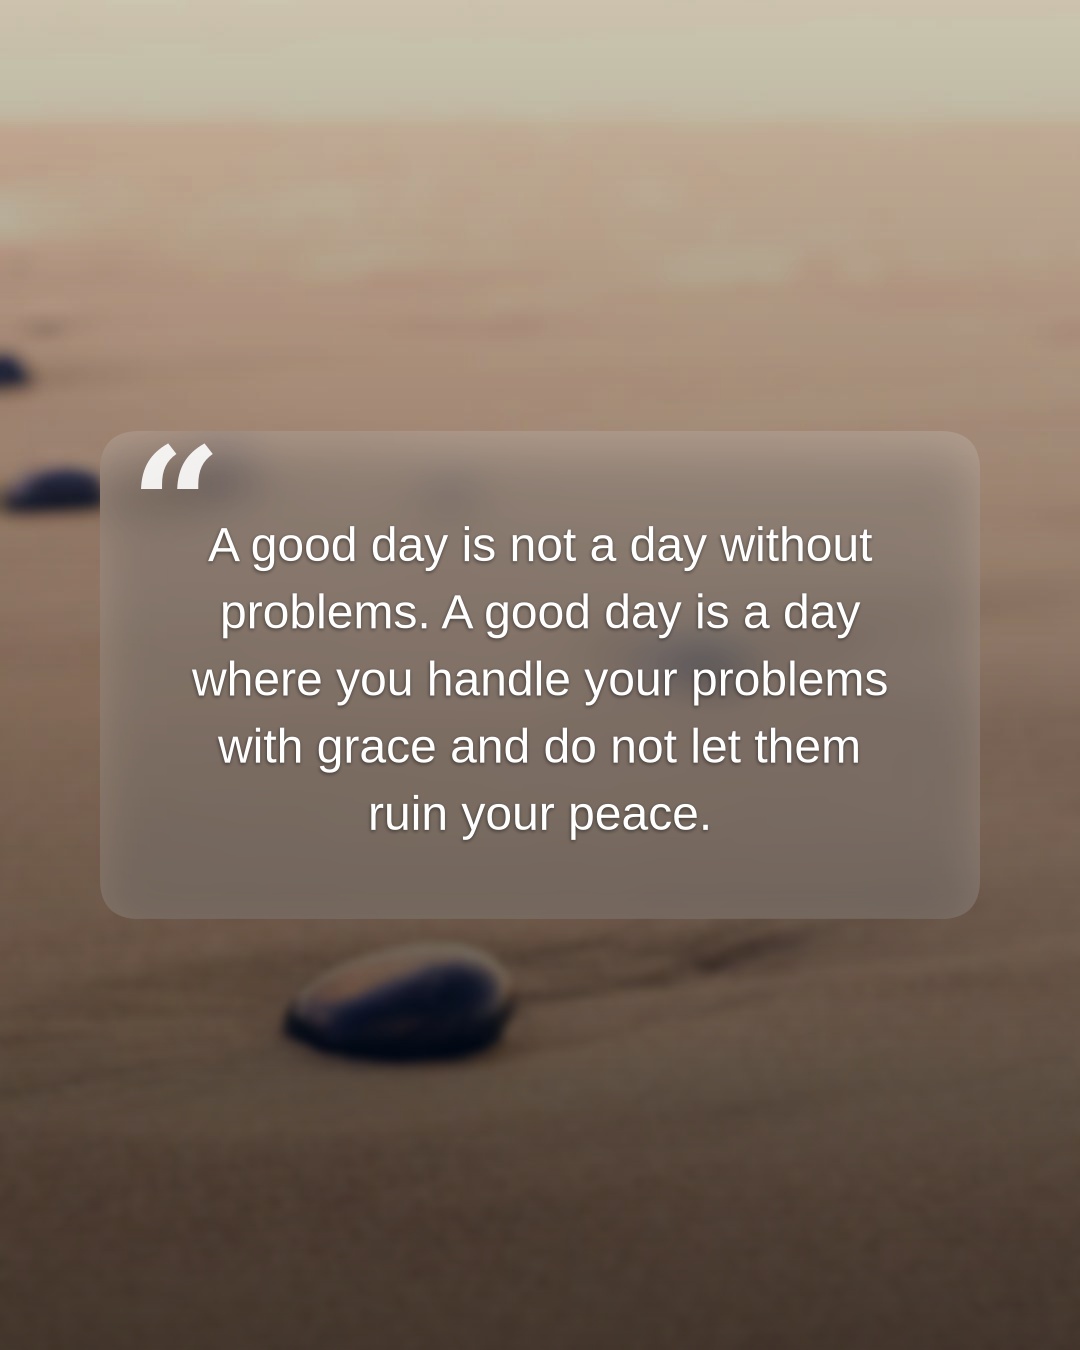 “
A good day is not a day without
problems. A good day is a day
where you handle your problems
with grace and do not let them
ruin your peace.